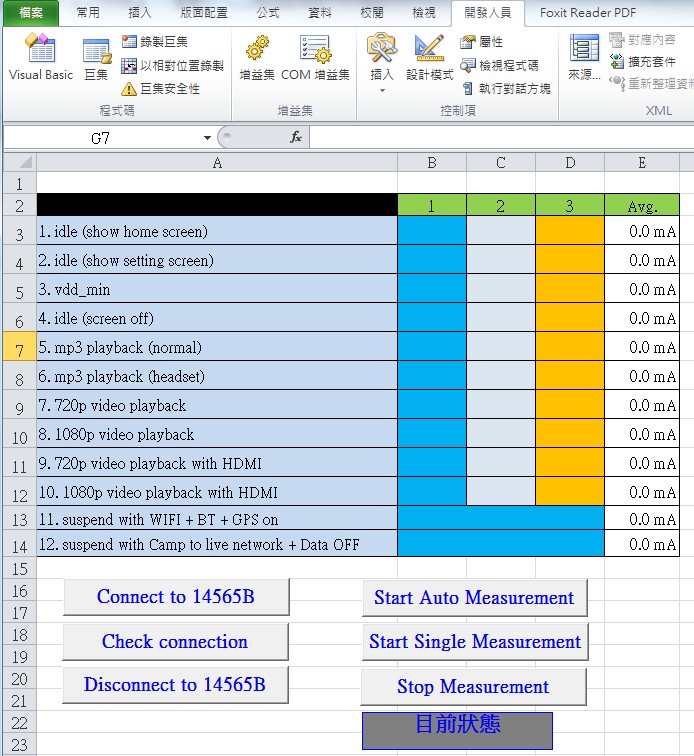 檔案 常用 插入 版面配置 公式 資料 校閱 檢視 開發人員 Foxit Reader PDF
Visual Basic 巨集 錄製巨集 以相對位置錄製 巨集安全性
增益集 COM 增益集
插入 設計模式 屬性 檢視程式碼 執行對話方塊
來源... 對應內容 擴充套件 重新整理資料
程式碼 增益集 控制項 XML
G7 fx
A B C D E
1
2 1 2 3 Avg.
3 1. idle (show home screen) 0.0 mA
4 2. idle (show setting screen) 0.0 mA
5 3. vdd_min 0.0 mA
6 4. idle (screen off) 0.0 mA
7 5. mp3 playback (normal) 0.0 mA
8 6. mp3 playback (headset) 0.0 mA
9 7. 720p video playback 0.0 mA
10 8. 1080p video playback 0.0 mA
11 9. 720p video playback with HDMI 0.0 mA
12 10. 1080p video playback with HDMI 0.0 mA
13 11. suspend with WIFI + BT + GPS on 0.0 mA
14 12. suspend with Camp to live network + Data OFF 0.0 mA
15
16 Connect to 14565B Start Auto Measurement
17
18 Check connection Start Single Measurement
19
20 Disconnect to 14565B Stop Measurement
21
22 目前狀態
23